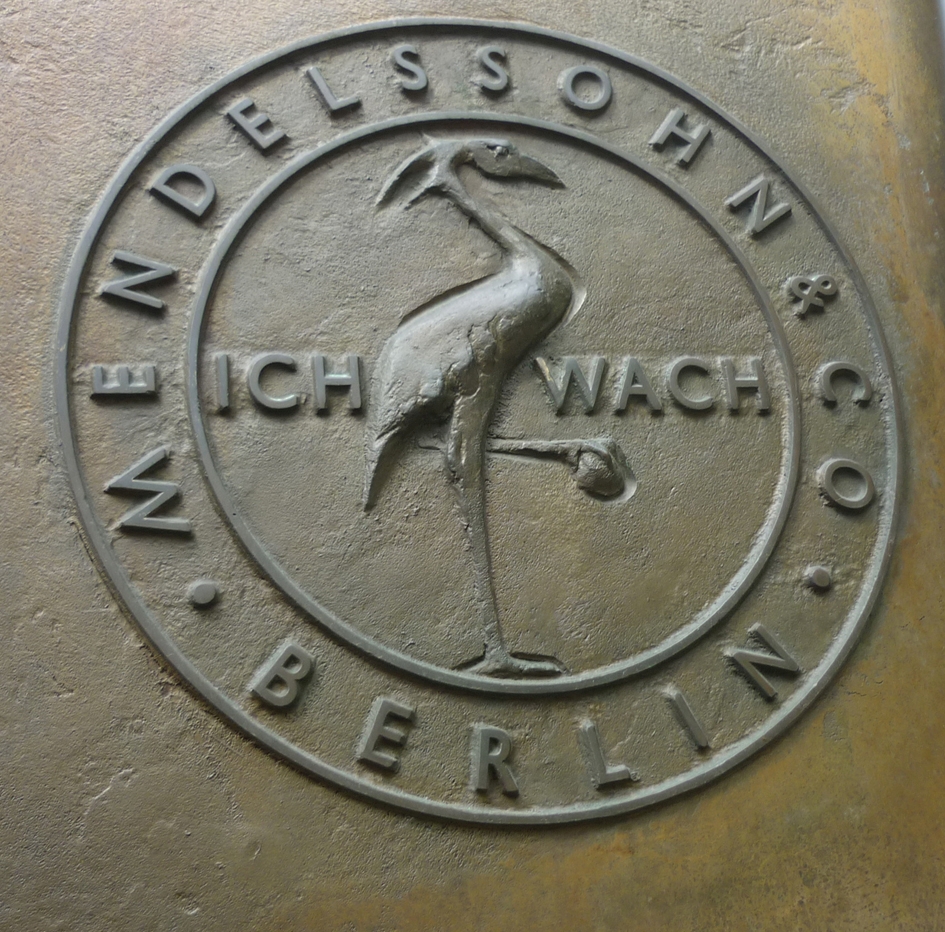 MENDELSSOHN & CO
ICH WACH
• BERLIN •